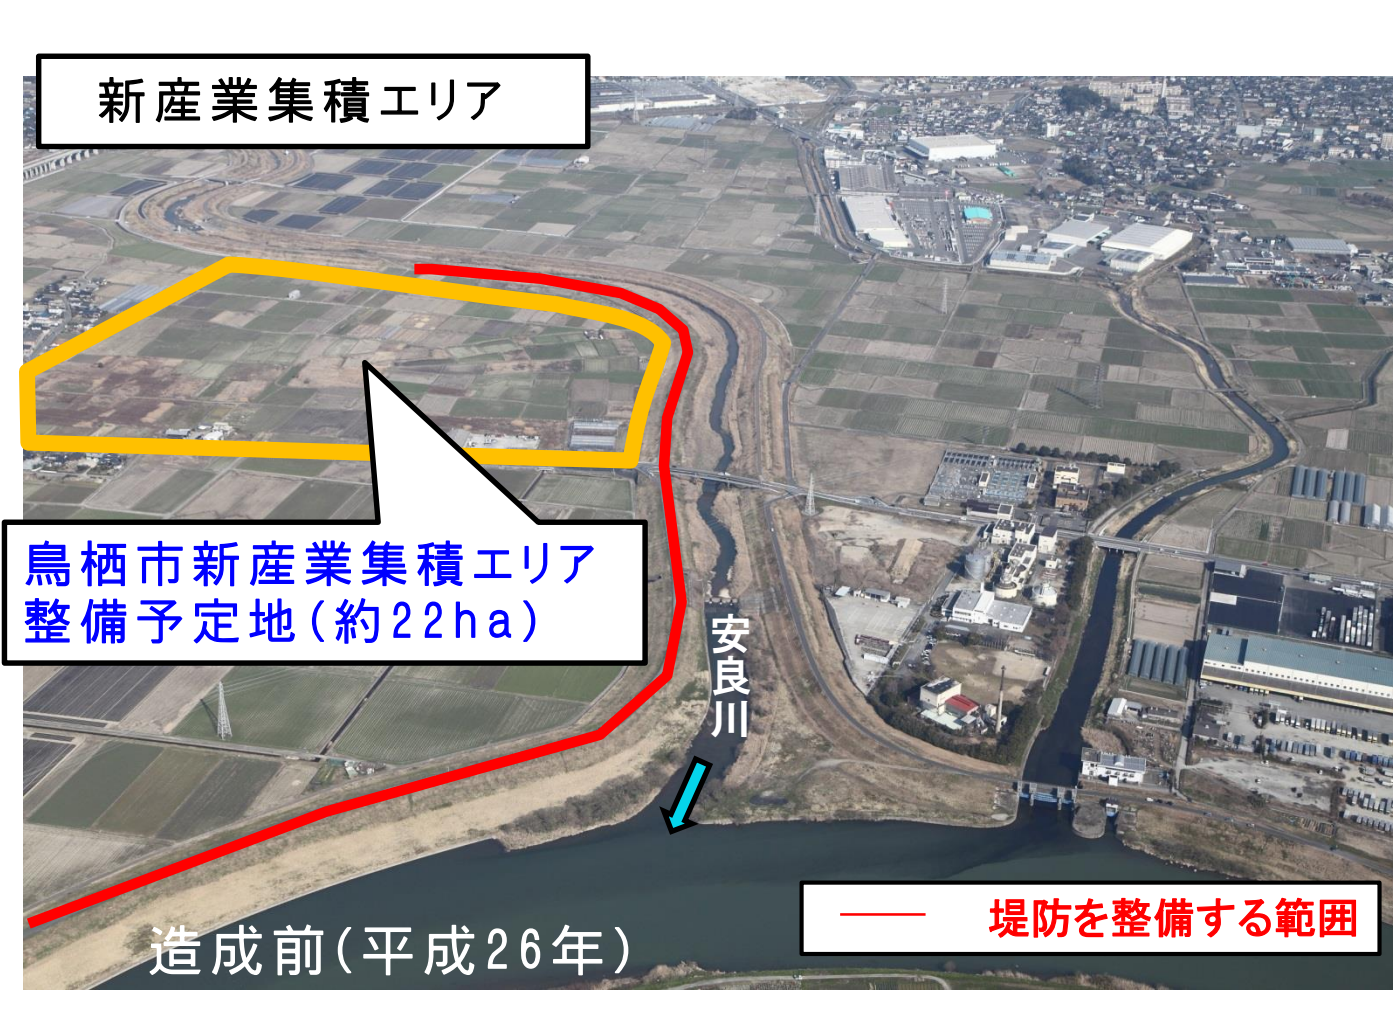 新産業集積エリア
鳥栖市新産業集積エリア
整備予定地(約22ha)
安良川
堤防を整備する範囲
造成前(平成26年)